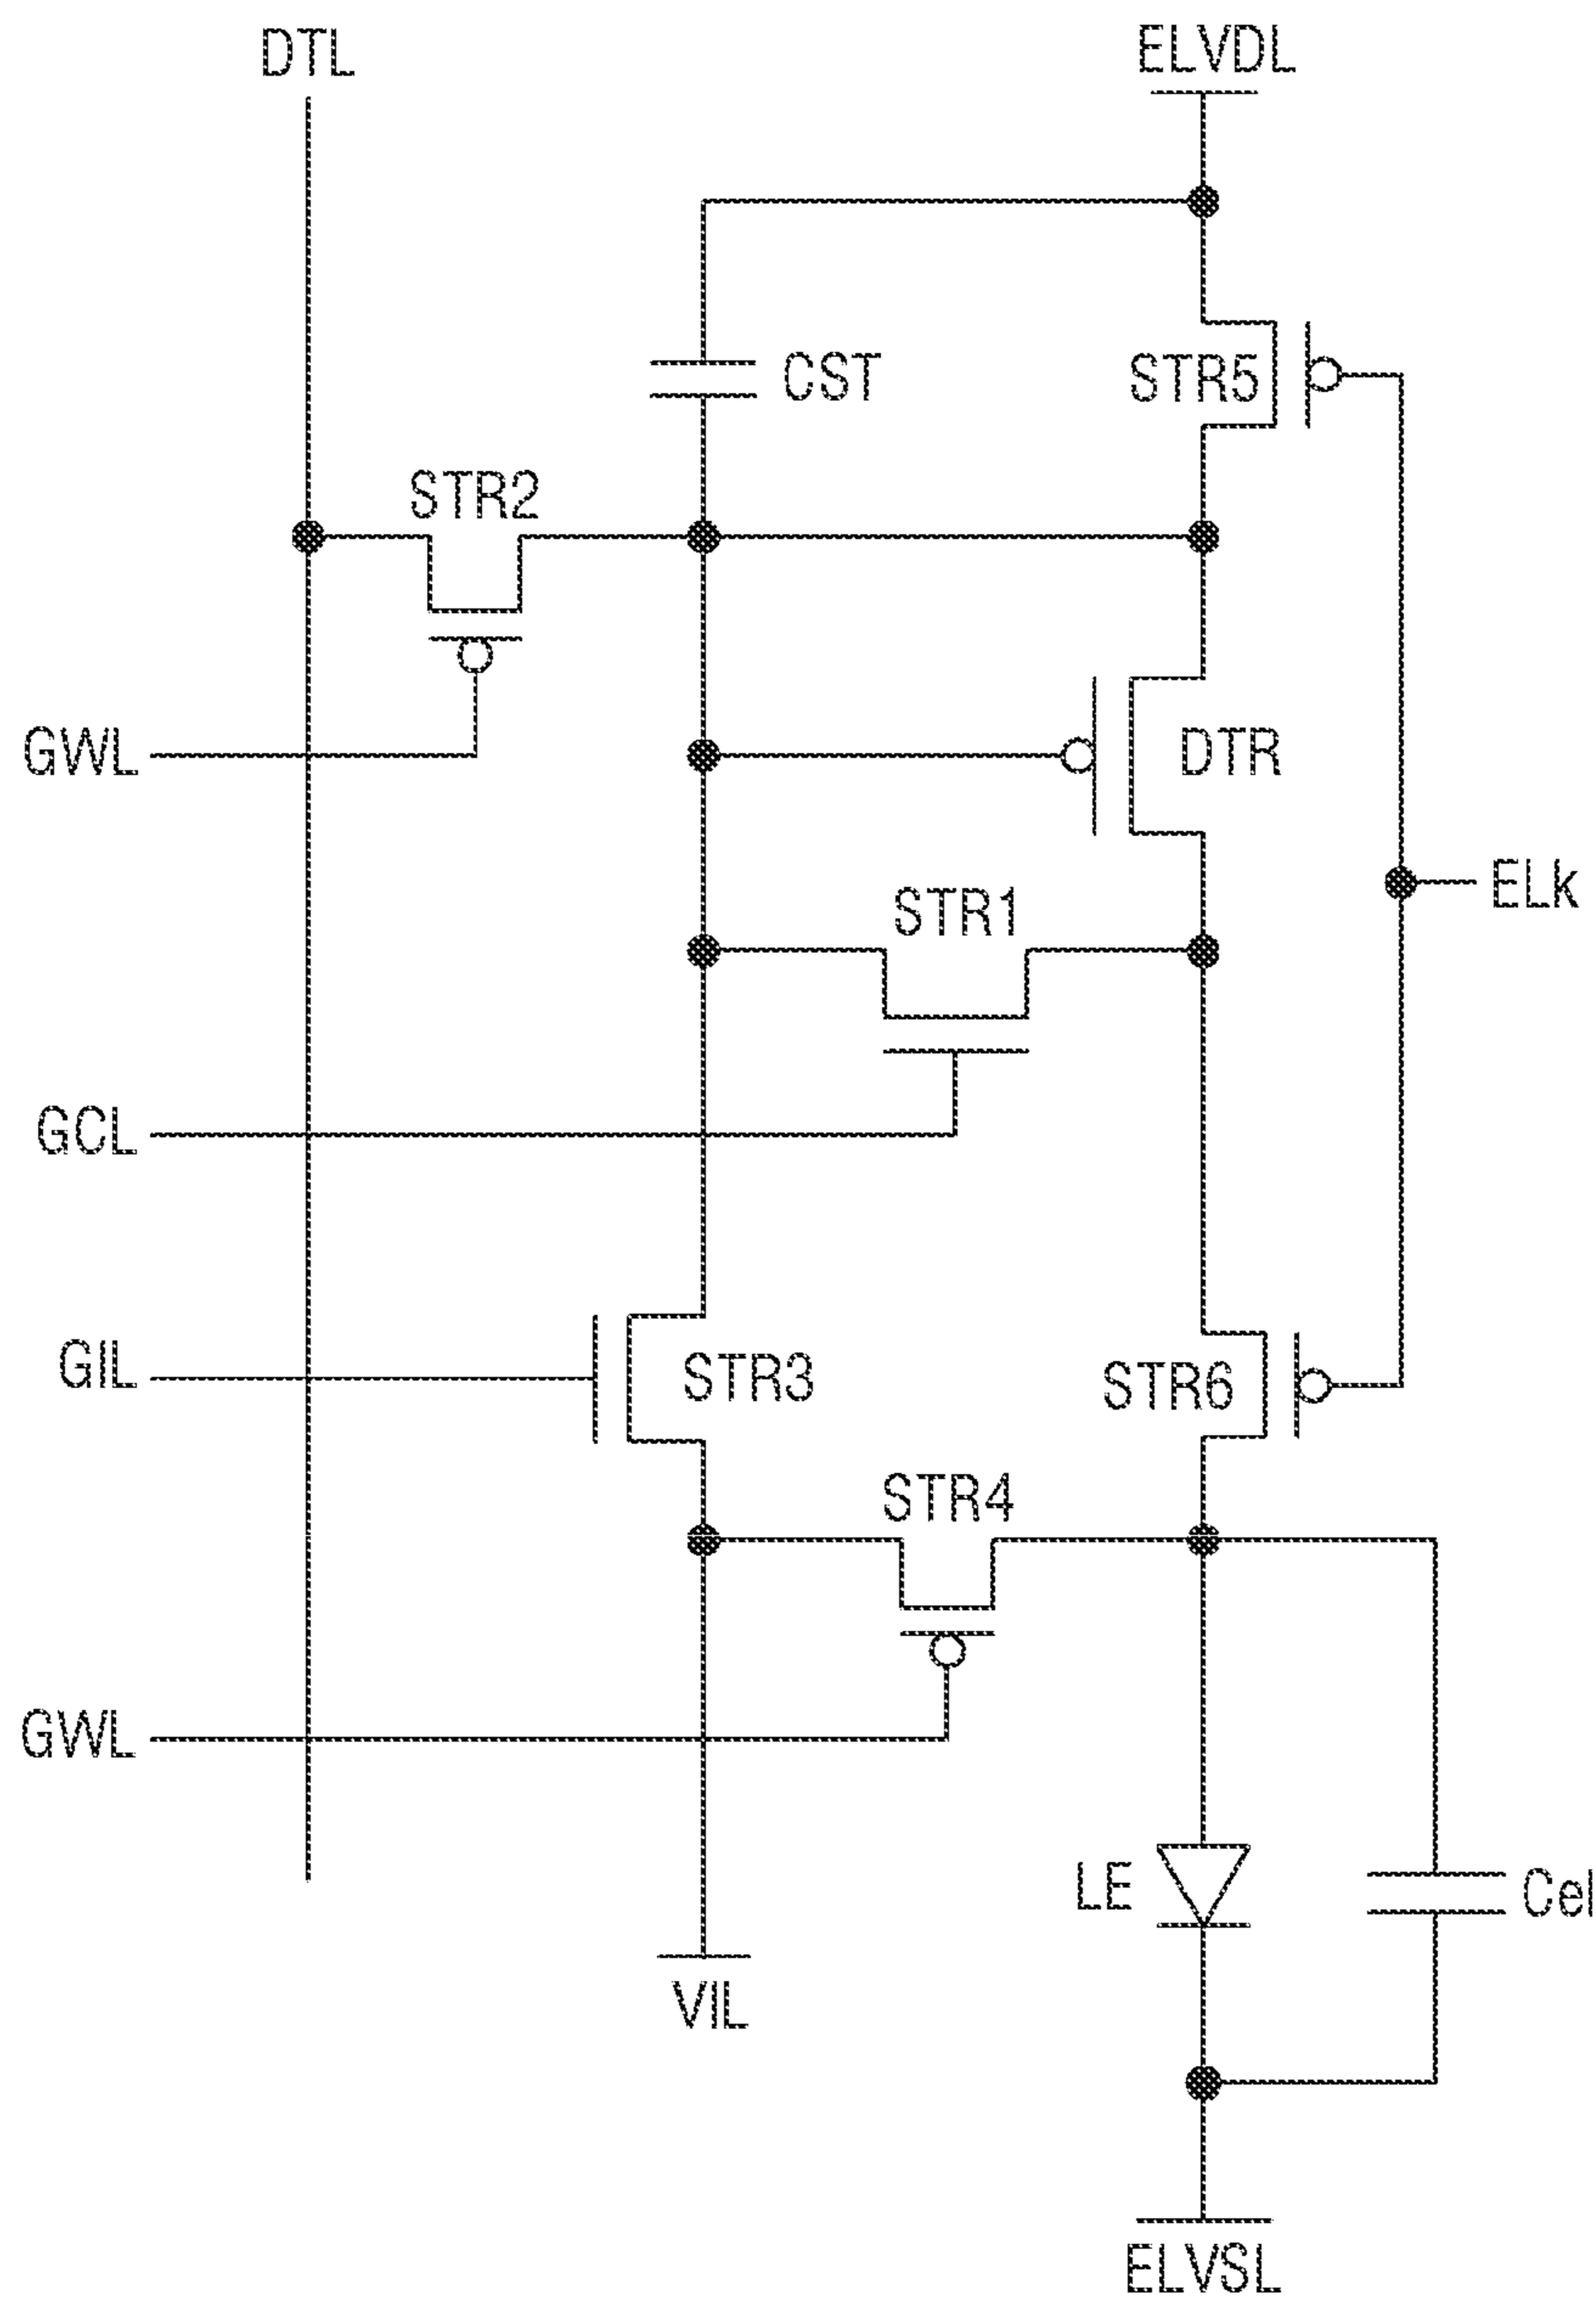 DTL
ELVDL
CST
STR5
STR2
GWL
DTR
STR1
ELk
GCL
GIL
STR3
STR6
STR4
GWL
LE
Cel
VIL
ELVSL